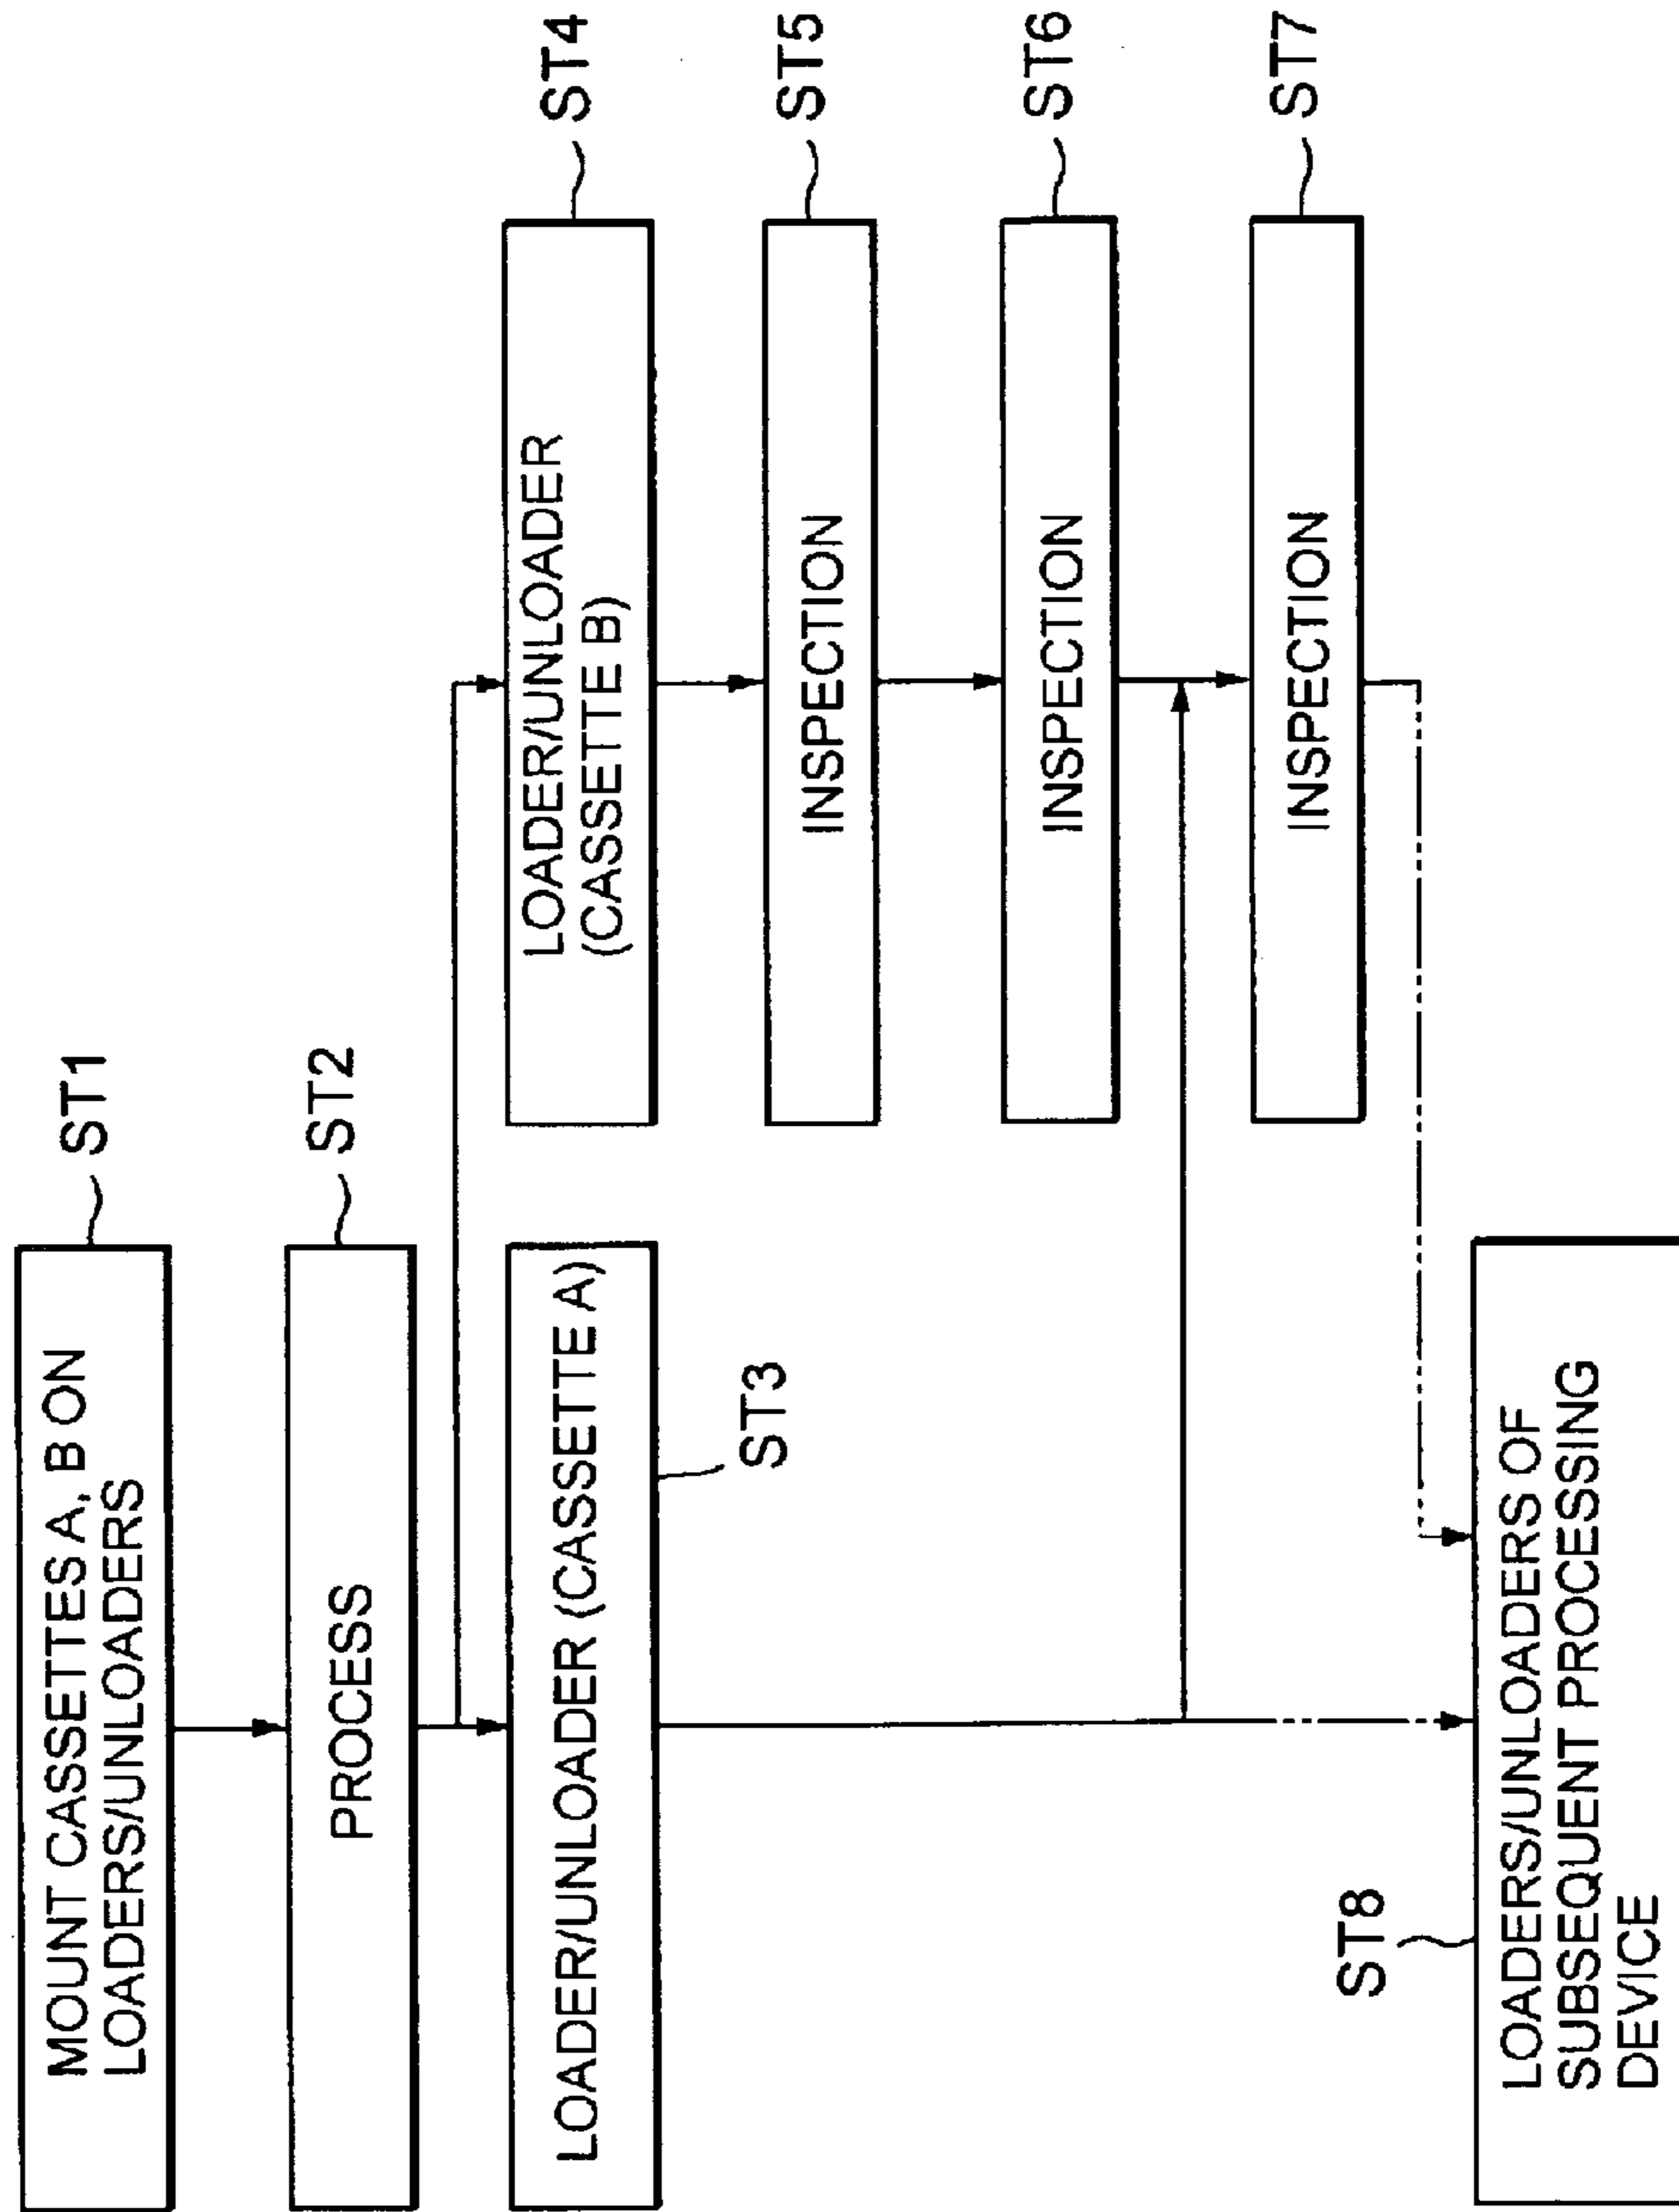 MOUNT CASSETTES A, B ON
LOADERS/UNLOADERS
ST1
PROCESS
ST2
LOADER/UNLOADER (CASSETTE A)
ST3
LOADER/UNLOADER
(CASSETTE B)
ST4
INSPECTION
ST5
INSPECTION
ST6
INSPECTION
ST7
LOADERS/UNLOADERS OF
SUBSEQUENT PROCESSING
DEVICE
ST8